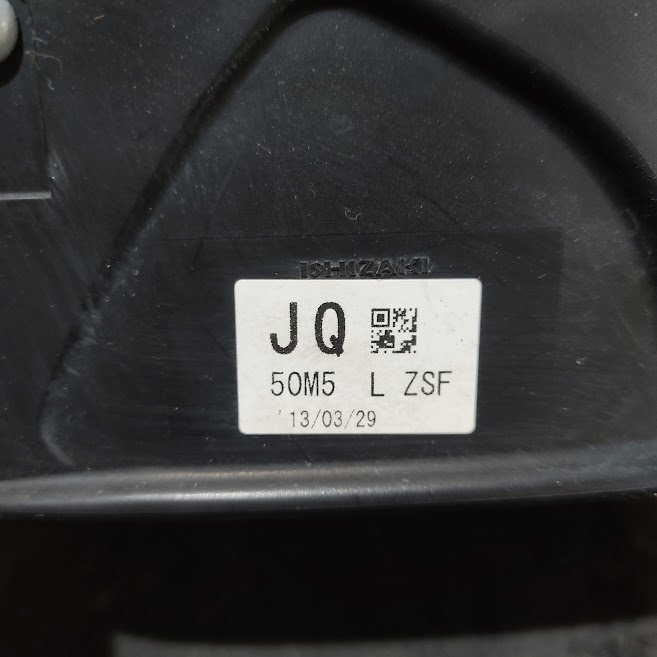 ISHIZAKI
JQ
50M5 L ZSF
'13/03/29